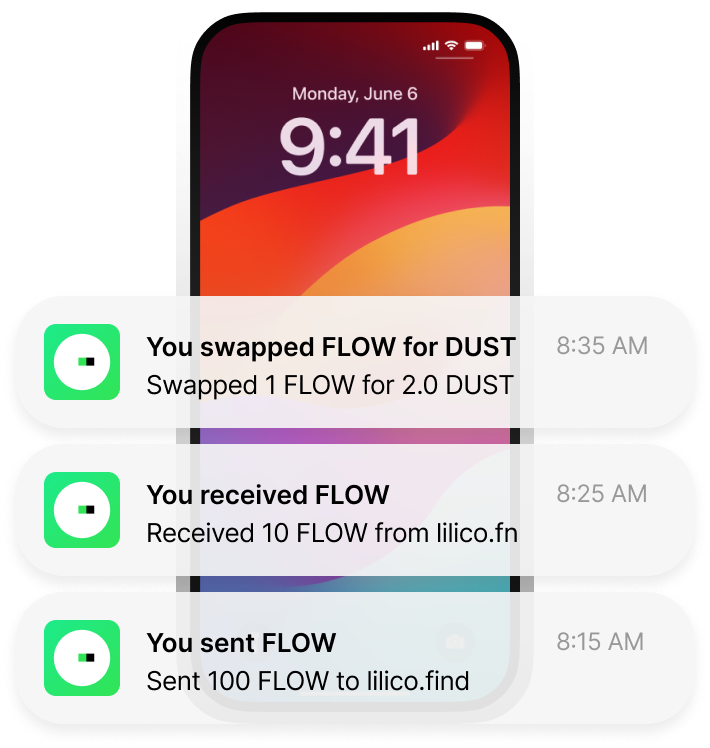 Monday, June 6
9:41
You swapped FLOW for DUST 8:35 AM
Swapped 1 FLOW for 2.0 DUST
You received FLOW 8:25 AM
Received 10 FLOW from lilico.fn
You sent FLOW 8:15 AM
Sent 100 FLOW to lilico.find